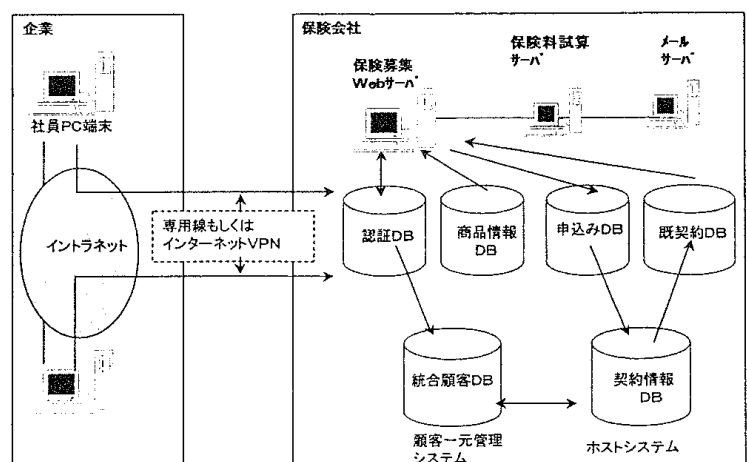 企業
社員PC端末
イントラネット
専用線もしくは
インターネットVPN
保険会社
保険募集
Webサーバ
保険料試算
サーバ
メール
サーバ
認証DB
商品情報
DB
申込みDB
既契約DB
統合顧客DB
契約情報
DB
顧客一元管理
システム
ホストシステム